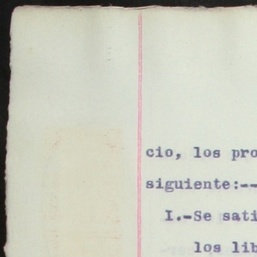 cio, los pro
siguiente:--
I.-Se sati
los lib